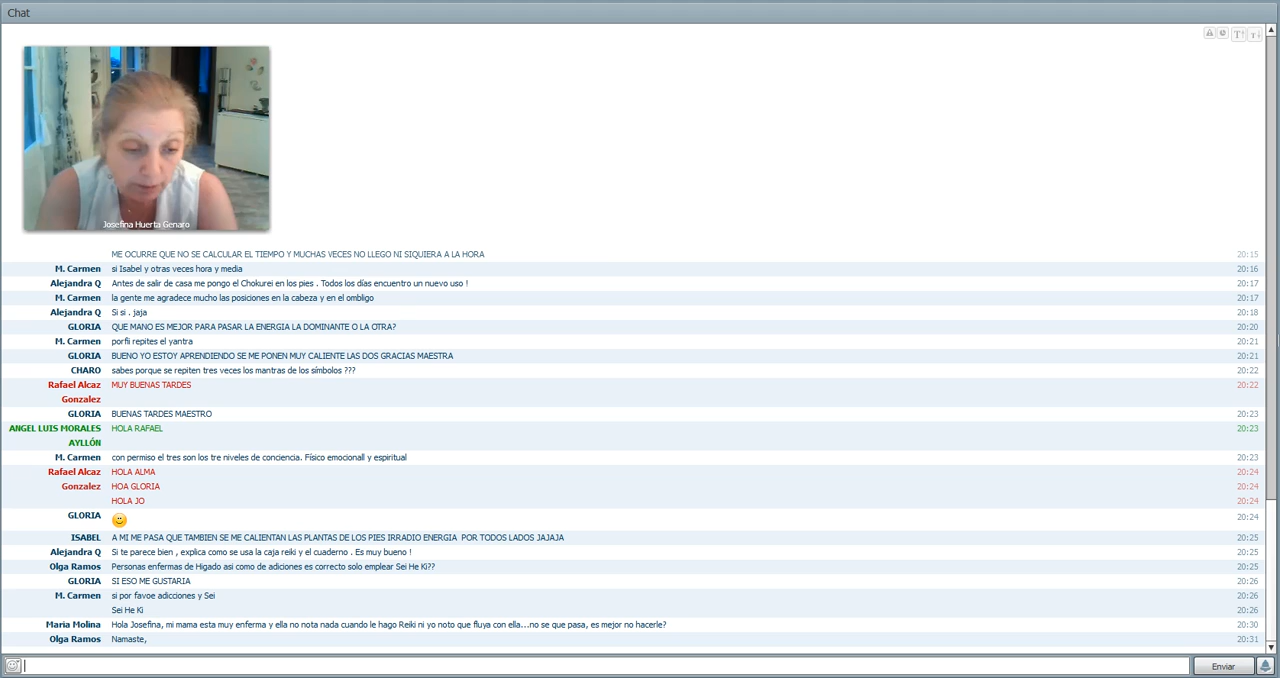 Chat
Josefina Huerta Genaro
ME OCURRE QUE NO SE CALCULAR EL TIEMPO Y MUCHAS VECES NO LLEGO NI SIQUIERA A LA HORA 20:15
M. Carmen si Isabel y otras veces hora y media 20:16
Alejandra Q Antes de salir de casa me pongo el Chokurei en los pies . Todos los días encuentro un nuevo uso ! 20:17
M. Carmen la gente me agradece mucho las posiciones en la cabeza y en el ombligo 20:17
Alejandra Q Si si . jaja 20:18
GLORIA QUE MANO ES MEJOR PARA PASAR LA ENERGIA LA DOMINANTE O LA OTRA? 20:20
M. Carmen porfii repites el yantra 20:21
GLORIA BUENO YO ESTOY APRENDIENDO SE ME PONEN MUY CALIENTE LAS DOS GRACIAS MAESTRA 20:21
CHARO sabes porque se repiten tres veces los mantras de los símbolos ??? 20:22
Rafael Alcaz MUY BUENAS TARDES 20:22
Gonzalez
GLORIA BUENAS TARDES MAESTRO 20:23
ANGEL LUIS MORALES HOLA RAFAEL 20:23
AYLLÓN
M. Carmen con permiso el tres son los tre niveles de conciencia. Físico emocionall y espiritual 20:23
Rafael Alcaz HOLA ALMA 20:24
Gonzalez HOA GLORIA 20:24
HOLA JO 20:24
GLORIA 20:24
ISABEL A MI ME PASA QUE TAMBIEN SE ME CALIENTAN LAS PLANTAS DE LOS PIES IRRADIO ENERGIA POR TODOS LADOS JAJAJA 20:25
Alejandra Q Si te parece bien , explica como se usa la caja reiki y el cuaderno . Es muy bueno ! 20:25
Olga Ramos Personas enfermas de Higado asi como de adiciones es correcto solo emplear Sei He Ki?? 20:25
GLORIA SI ESO ME GUSTARIA 20:26
M. Carmen si por favoe adicciones y Sei 20:26
Sei He Ki 20:26
Maria Molina Hola Josefina, mi mama esta muy enferma y ella no nota nada cuando le hago Reiki ni yo noto que fluya con ella...no se que pasa, es mejor no hacerle? 20:30
Olga Ramos Namaste, 20:31
Enviar